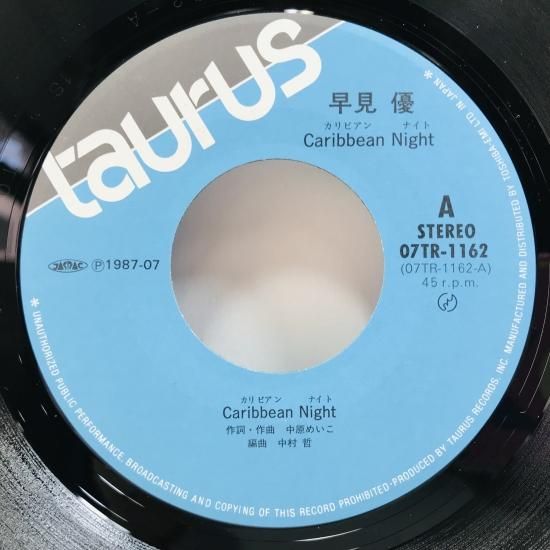 taurus
早見 優
カリビアン ナイト
Caribbean Night
A
STEREO
07TR-1162
(07TR-1162-A)
45 r.p.m.
JASRAC Ⓟ1987-07
カリビアン ナイト
Caribbean Night
作詞・作曲 中原めいこ
編曲 中村 哲
* UNAUTHORIZED PUBLIC PERFORMANCE, BROADCASTING AND COPYING OF THIS RECORD PROHIBITED-PRODUCED BY TAURUS RECORDS, INC. MANUFACTURED AND DISTRIBUTED BY TOSHIBA-EMI LTD IN JAPAN *